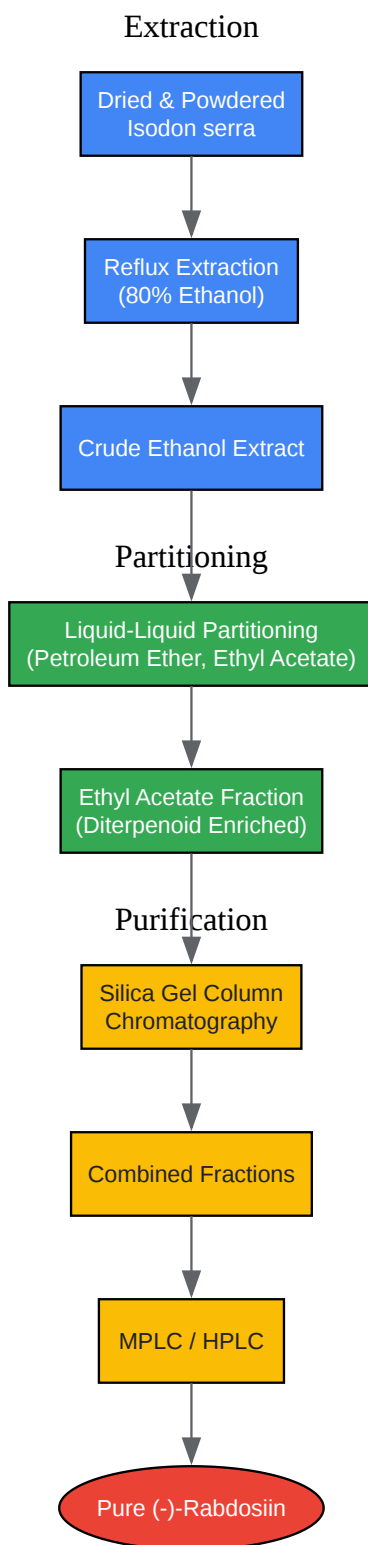 Extraction
Dried & Powdered
Isodon serra
Reflux Extraction
(80% Ethanol)
Crude Ethanol Extract
Partitioning
Liquid-Liquid Partitioning
(Petroleum Ether, Ethyl Acetate)
Ethyl Acetate Fraction
(Diterpenoid Enriched)
Purification
Silica Gel Column
Chromatography
Combined Fractions
MPLC / HPLC
Pure (-)-Rabdosiin